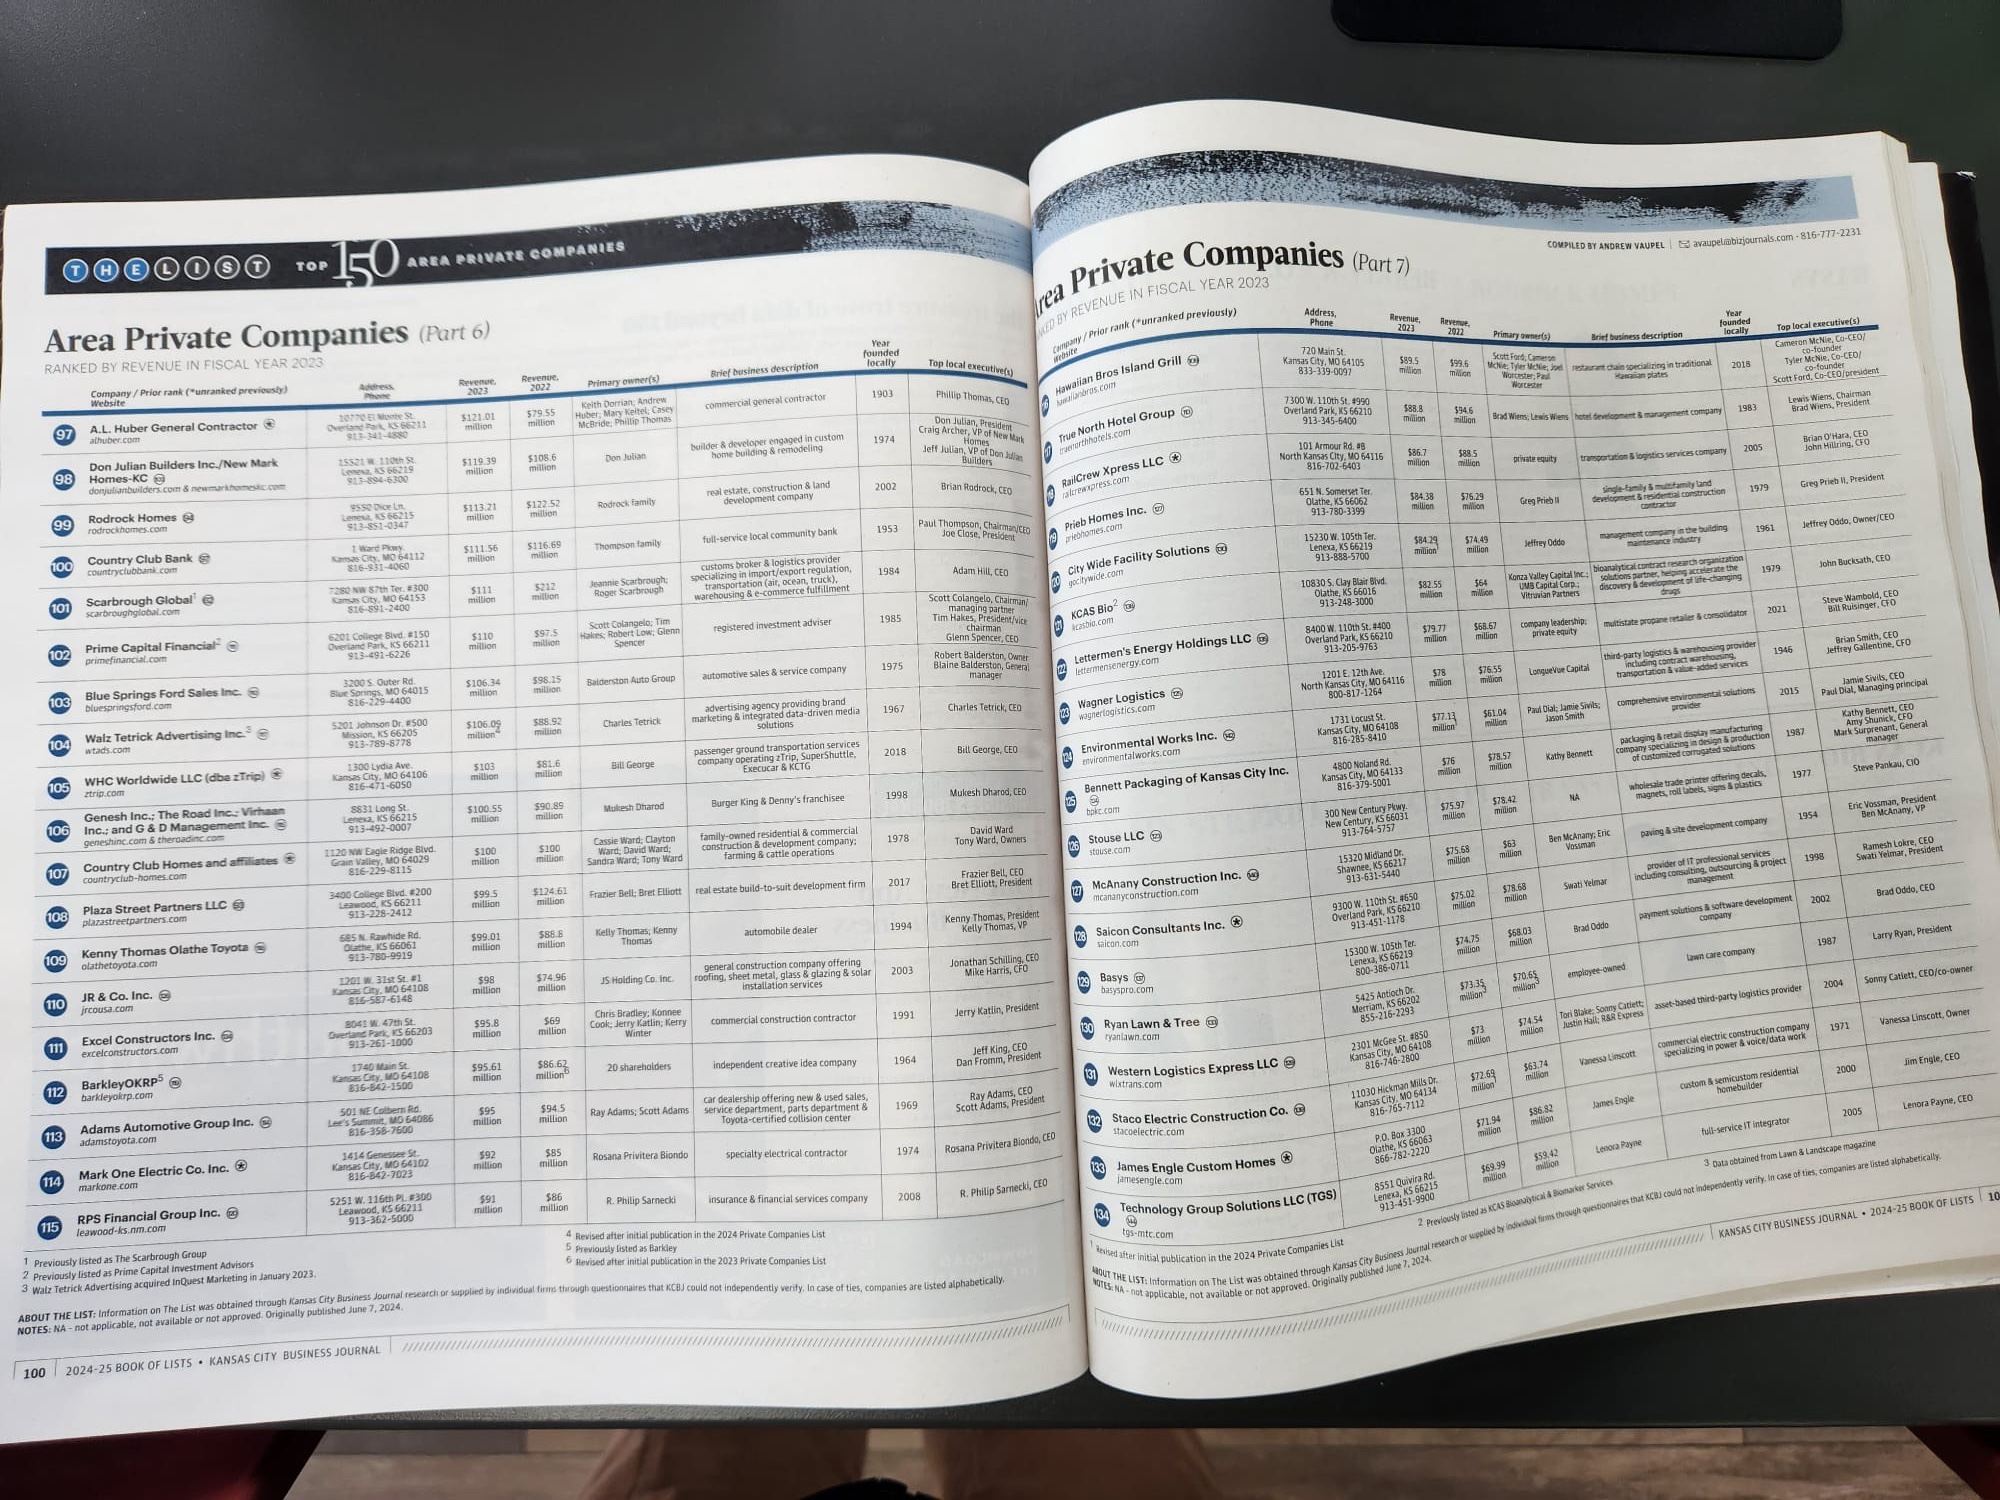 THE LIST TOP 150 AREA PRIVATE COMPANIES
Area Private Companies (Part 6)
RANKED BY REVENUE IN FISCAL YEAR 2023
Company / Prior rank (*unranked previously) Website | Address, Phone | Revenue, 2023 | Revenue, 2022 | Primary owner(s) | Brief business description | Year founded locally | Top local executive(s)
97 A.L. Huber General Contractor alhuber.com | 10770 El Monte St. Overland Park, KS 66211 913-341-4880 | $121.01 million | $79.55 million | Keith Dorrian; Andrew Huber; Mary Keitel; Casey McBride; Phillip Thomas | commercial general contractor | 1903 | Phillip Thomas, CEO
98 Don Julian Builders Inc./New Mark Homes-KC donjulianbuilders.com & newmarkhomeskc.com | 15521 W. 110th St. Lenexa, KS 66219 913-894-6300 | $119.39 million | $108.6 million | Don Julian | builder & developer engaged in custom home building & remodeling | 1974 | Don Julian, President Craig Archer, VP of New Mark Homes Jeff Julian, VP of Don Julian Builders
99 Rodrock Homes rodrockhomes.com | 9550 Dice Ln. Lenexa, KS 66215 913-851-0347 | $113.21 million | $122.52 million | Rodrock family | real estate, construction & land development company | 2002 | Brian Rodrock, CEO
100 Country Club Bank countryclubbank.com | 1 Ward Pkwy. Kansas City, MO 64112 816-931-4060 | $111.56 million | $116.69 million | Thompson family | full-service local community bank | 1953 | Paul Thompson, Chairman/CEO Joe Close, President
101 Scarbrough Global1 scarbroughglobal.com | 7280 NW 87th Ter. #300 Kansas City, MO 64153 816-891-2400 | $111 million | $212 million | Jeannie Scarbrough; Roger Scarbrough | customs broker & logistics provider specializing in import/export regulation, transportation (air, ocean, truck), warehousing & e-commerce fulfillment | 1984 | Adam Hill, CEO
102 Prime Capital Financial2 primefinancial.com | 6201 College Blvd. #150 Overland Park, KS 66211 913-491-6226 | $110 million | $97.5 million | Scott Colangelo; Tim Hakes; Robert Low; Glenn Spencer | registered investment adviser | 1985 | Scott Colangelo, Chairman/managing partner Tim Hakes, President/vice chairman Glenn Spencer, CEO
103 Blue Springs Ford Sales Inc. bluespringsford.com | 3200 S. Outer Rd. Blue Springs, MO 64015 816-229-4400 | $106.34 million | $98.15 million | Balderston Auto Group | automotive sales & service company | 1975 | Robert Balderston, Owner Blaine Balderston, General manager
104 Walz Tetrick Advertising Inc.3 wtads.com | 5201 Johnson Dr. #500 Mission, KS 66205 913-789-8778 | $106.09 million | $88.92 million | Charles Tetrick | advertising agency providing brand marketing & integrated data-driven media solutions | 1967 | Charles Tetrick, CEO
105 WHC Worldwide LLC (dba zTrip) ztrip.com | 1300 Lydia Ave. Kansas City, MO 64106 816-471-6050 | $103 million | $81.6 million | Bill George | passenger ground transportation services company operating zTrip, SuperShuttle, Execucar & KCTG | 2018 | Bill George, CEO
106 Genesh Inc.; The Road Inc.; Virhaan Inc.; and G & D Management Inc. geneshinc.com & theroadinc.com | 8831 Long St. Lenexa, KS 66215 913-492-0007 | $100.55 million | $90.89 million | Mukesh Dharod | Burger King & Denny's franchisee | 1998 | Mukesh Dharod, CEO
107 Country Club Homes and affiliates countryclub-homes.com | 1120 NW Eagle Ridge Blvd. Grain Valley, MO 64029 816-229-8115 | $100 million | $100 million | Cassie Ward; Clayton Ward; David Ward; Sandra Ward; Tony Ward | family-owned residential & commercial construction & development company; farming & cattle operations | 1978 | David Ward Tony Ward, Owners
108 Plaza Street Partners LLC plazastreetpartners.com | 3400 College Blvd. #200 Leawood, KS 66211 913-228-2412 | $99.5 million | $124.61 million | Frazier Bell; Bret Elliott | real estate build-to-suit development firm | 2017 | Frazier Bell, CEO Bret Elliott, President
109 Kenny Thomas Olathe Toyota olathetoyota.com | 685 N. Rawhide Rd. Olathe, KS 66061 913-780-9919 | $99.01 million | $88.8 million | Kelly Thomas; Kenny Thomas | automobile dealer | 1994 | Kenny Thomas, President Kelly Thomas, VP
110 JR & Co. Inc. jrcousa.com | 1201 W. 31st St. #1 Kansas City, MO 64108 816-587-6148 | $98 million | $74.96 million | JS Holding Co. Inc. | general construction company offering roofing, sheet metal, glass & glazing & solar installation services | 2003 | Jonathan Schilling, CEO Mike Harris, CFO
111 Excel Constructors Inc. excelconstructors.com | 8041 W. 47th St. Overland Park, KS 66203 913-261-1000 | $95.8 million | $69 million | Chris Bradley; Konnee Cook; Jerry Katlin; Kerry Winter | commercial construction contractor | 1991 | Jerry Katlin, President
112 BarkleyOKRP5 barkleyokrp.com | 1740 Main St. Kansas City, MO 64108 816-842-1500 | $95.61 million | $86.62 million6 | 20 shareholders | independent creative idea company | 1964 | Jeff King, CEO Dan Fromm, President
113 Adams Automotive Group Inc. adamstoyota.com | 501 NE Colbern Rd. Lee's Summit, MO 64086 816-358-7600 | $95 million | $94.5 million | Ray Adams; Scott Adams | car dealership offering new & used sales, service department, parts department & Toyota-certified collision center | 1969 | Ray Adams, CEO Scott Adams, President
114 Mark One Electric Co. Inc. markone.com | 1414 Genessee St. Kansas City, MO 64102 816-842-7023 | $92 million | $85 million | Rosana Privitera Biondo | specialty electrical contractor | 1974 | Rosana Privitera Biondo, CEO
115 RPS Financial Group Inc. leawood-ks.nm.com | 5251 W. 116th Pl. #300 Leawood, KS 66211 913-362-5000 | $91 million | $86 million | R. Philip Sarnecki | insurance & financial services company | 2008 | R. Philip Sarnecki, CEO
1 Previously listed as The Scarbrough Group
2 Previously listed as Prime Capital Investment Advisors
3 Walz Tetrick Advertising acquired InQuest Marketing in January 2023.
4 Revised after initial publication in the 2024 Private Companies List
5 Previously listed as Barkley
6 Revised after initial publication in the 2023 Private Companies List
ABOUT THE LIST: Information on The List was obtained through Kansas City Business Journal research or supplied by individual firms through questionnaires that KCBJ could not independently verify. In case of ties, companies are listed alphabetically.
NOTES: NA - not applicable, not available or not approved. Originally published June 7, 2024.
100 | 2024-25 BOOK OF LISTS • KANSAS CITY BUSINESS JOURNAL
rea Private Companies (Part 7)
COMPILED BY ANDREW VAUPEL | avaupel@bizjournals.com · 816-777-2231
KED BY REVENUE IN FISCAL YEAR 2023
Company / Prior rank (*unranked previously) Website | Address, Phone | Revenue, 2023 | Revenue, 2022 | Primary owner(s) | Brief business description | Year founded locally | Top local executive(s)
Hawaiian Bros Island Grill hawaiianbros.com | 720 Main St. Kansas City, MO 64105 833-339-0097 | $89.5 million | $99.6 million | Scott Ford; Cameron McNie; Tyler McNie; Joel Worcester; Paul Worcester | restaurant chain specializing in traditional Hawaiian plates | 2018 | Cameron McNie, Co-CEO/co-founder Tyler McNie, Co-CEO/co-founder Scott Ford, Co-CEO/president
True North Hotel Group truenorthhotels.com | 7300 W. 110th St. #990 Overland Park, KS 66210 913-345-6400 | $88.8 million | $94.6 million | Brad Wiens; Lewis Wiens | hotel development & management company | 1983 | Lewis Wiens, Chairman Brad Wiens, President
RailCrew Xpress LLC railcrewxpress.com | 101 Armour Rd. #B North Kansas City, MO 64116 816-702-6403 | $86.7 million | $88.5 million | private equity | transportation & logistics services company | 2005 | Brian O'Hara, CEO John Hillring, CFO
Prieb Homes Inc. priebhomes.com | 651 N. Somerset Ter. Olathe, KS 66062 913-780-3399 | $84.38 million | $76.29 million | Greg Prieb II | single-family & multifamily land development & residential construction contractor | 1979 | Greg Prieb II, President
120 City Wide Facility Solutions gocitywide.com | 15230 W. 105th Ter. Lenexa, KS 66219 913-888-5700 | $84.29 million1 | $74.49 million | Jeffrey Oddo | management company in the building maintenance industry | 1961 | Jeffrey Oddo, Owner/CEO
121 KCAS Bio2 kcasbio.com | 10830 S. Clay Blair Blvd. Olathe, KS 66016 913-248-3000 | $82.55 million | $64 million | Konza Valley Capital Inc.; UMB Capital Corp.; Vitruvian Partners | bioanalytical contract research organization solutions partner, helping accelerate the discovery & development of life-changing drugs | 1979 | John Bucksath, CEO
122 Lettermen's Energy Holdings LLC lettermensenergy.com | 8400 W. 110th St. #400 Overland Park, KS 66210 913-205-9763 | $79.77 million | $68.67 million | company leadership; private equity | multistate propane retailer & consolidator | 2021 | Steve Wambold, CEO Bill Ruisinger, CFO
123 Wagner Logistics wagnerlogistics.com | 1201 E. 12th Ave. North Kansas City, MO 64116 800-817-1264 | $78 million | $76.55 million | LongueVue Capital | third-party logistics & warehousing provider including contract warehousing, transportation & value-added services | 1946 | Brian Smith, CEO Jeffrey Gallentine, CFO
124 Environmental Works Inc. environmentalworks.com | 1731 Locust St. Kansas City, MO 64108 816-285-8410 | $77.13 million1 | $61.04 million | Paul Dial; Jamie Sivils; Jason Smith | comprehensive environmental solutions provider | 2015 | Jamie Sivils, CEO Paul Dial, Managing principal
125 Bennett Packaging of Kansas City Inc. bpkc.com | 4800 Noland Rd. Kansas City, MO 64133 816-379-5001 | $76 million | $78.57 million | Kathy Bennett | packaging & retail display manufacturing company specializing in design & production of customized corrugated solutions | 1987 | Kathy Bennett, CEO Amy Shunick, CFO Mark Surprenant, General manager
126 Stouse LLC stouse.com | 300 New Century Pkwy. New Century, KS 66031 913-764-5757 | $75.97 million | $78.42 million | NA | wholesale trade printer offering decals, magnets, roll labels, signs & plastics | 1977 | Steve Pankau, CIO
127 McAnany Construction Inc. mcananyconstruction.com | 15320 Midland Dr. Shawnee, KS 66217 913-631-5440 | $75.68 million | $63 million | Ben McAnany; Eric Vossman | paving & site development company | 1954 | Eric Vossman, President Ben McAnany, VP
128 Saicon Consultants Inc. saicon.com | 9300 W. 110th St. #650 Overland Park, KS 66210 913-451-1178 | $75.02 million | $78.68 million | Swati Yelmar | provider of IT professional services including consulting, outsourcing & project management | 1998 | Ramesh Lokre, CEO Swati Yelmar, President
129 Basys basyspro.com | 15300 W. 105th Ter. Lenexa, KS 66219 800-386-0711 | $74.75 million | $68.03 million | Brad Oddo | payment solutions & software development company | 2002 | Brad Oddo, CEO
130 Ryan Lawn & Tree ryanlawn.com | 5425 Antioch Dr. Merriam, KS 66202 855-216-2293 | $73.35 million3 | $70.65 million3 | employee-owned | lawn care company | 1987 | Larry Ryan, President
131 Western Logistics Express LLC wlxtrans.com | 2301 McGee St. #850 Kansas City, MO 64108 816-746-2800 | $73 million | $74.54 million | Tori Blake; Sonny Catlett; Justin Hall; R&R Express | asset-based third-party logistics provider | 2004 | Sonny Catlett, CEO/co-owner
132 Staco Electric Construction Co. stacoelectric.com | 11030 Hickman Mills Dr. Kansas City, MO 64134 816-765-7112 | $72.69 million | $63.74 million | Vanessa Linscott | commercial electric construction company specializing in power & voice/data work | 1971 | Vanessa Linscott, Owner
133 James Engle Custom Homes jamesengle.com | P.O. Box 3300 Olathe, KS 66063 866-782-2220 | $71.94 million | $86.82 million | James Engle | custom & semicustom residential homebuilder | 2000 | Jim Engle, CEO
134 Technology Group Solutions LLC (TGS) tgs-mtc.com | 8551 Quivira Rd. Lenexa, KS 66215 913-451-9900 | $69.99 million | $59.42 million | Lenora Payne | full-service IT integrator | 2005 | Lenora Payne, CEO
1 Revised after initial publication in the 2024 Private Companies List
2 Previously listed as KCAS Bioanalytical & Biomarker Services
3 Data obtained from Lawn & Landscape magazine
ABOUT THE LIST: Information on The List was obtained through Kansas City Business Journal research or supplied by individual firms through questionnaires that KCBJ could not independently verify. In case of ties, companies are listed alphabetically.
NOTES: NA - not applicable, not available or not approved. Originally published June 7, 2024.
KANSAS CITY BUSINESS JOURNAL • 2024-25 BOOK OF LISTS | 10